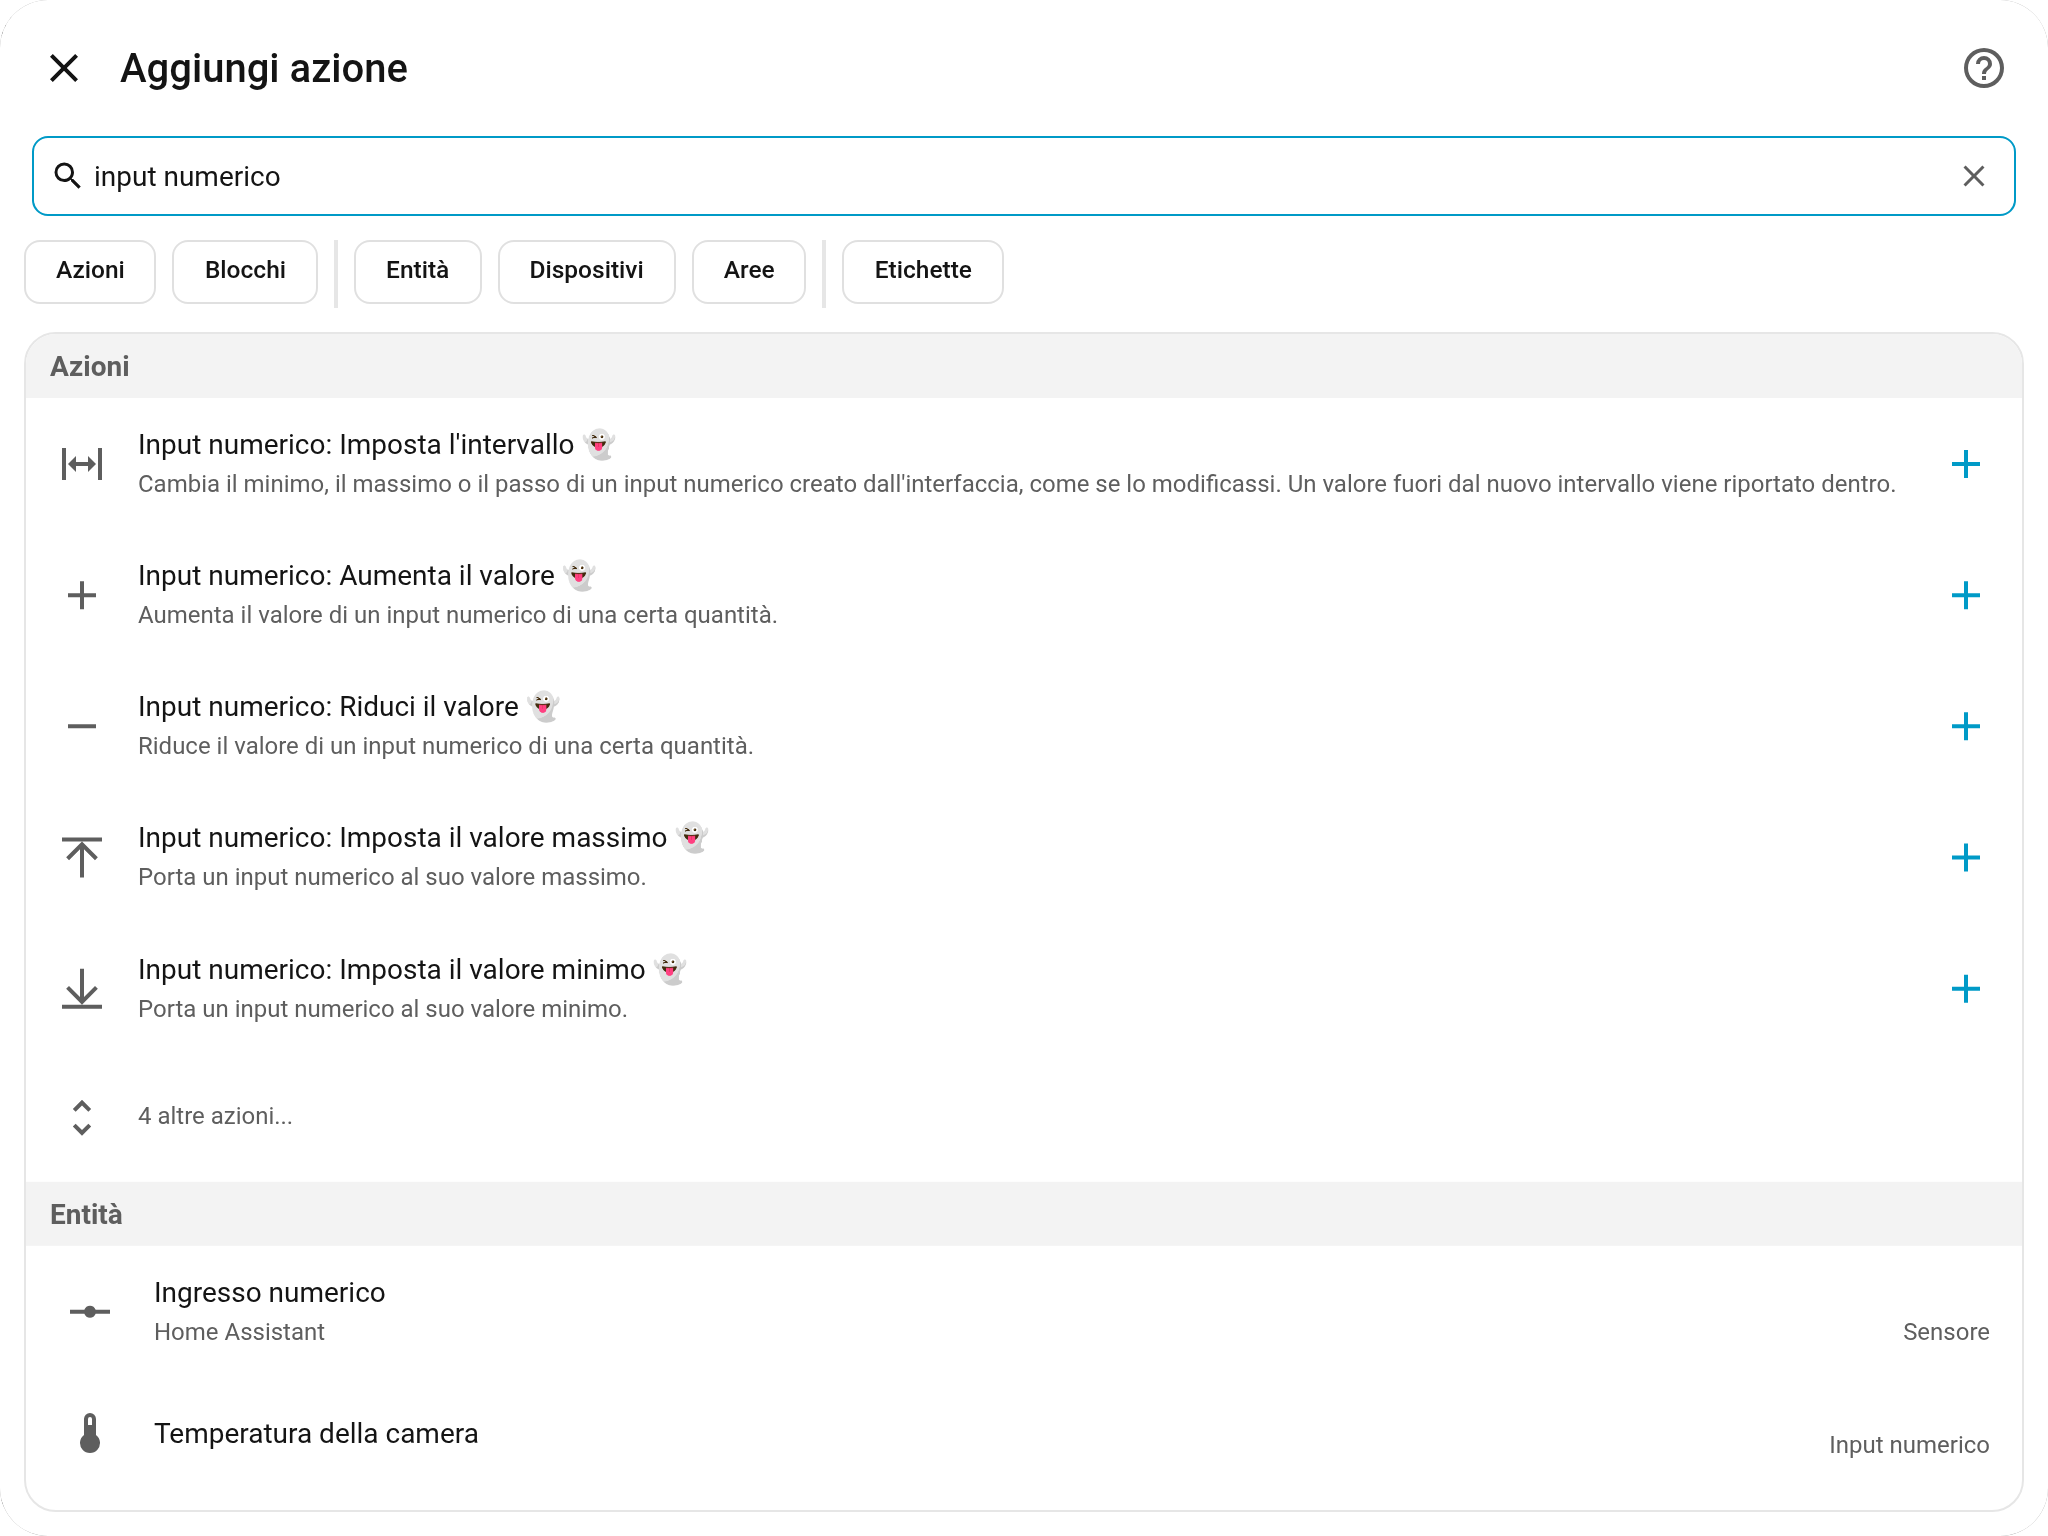 Aggiungi azione
input numerico
Azioni
Blocchi
Entità
Dispositivi
Aree
Etichette
Azioni
Input numerico: Imposta l'intervallo 👻
Cambia il minimo, il massimo o il passo di un input numerico creato dall'interfaccia, come se lo modificassi. Un valore fuori dal nuovo intervallo viene riportato dentro.
Input numerico: Aumenta il valore 👻
Aumenta il valore di un input numerico di una certa quantità.
Input numerico: Riduci il valore 👻
Riduce il valore di un input numerico di una certa quantità.
Input numerico: Imposta il valore massimo 👻
Porta un input numerico al suo valore massimo.
Input numerico: Imposta il valore minimo 👻
Porta un input numerico al suo valore minimo.
4 altre azioni...
Entità
Ingresso numerico
Home Assistant
Sensore
Temperatura della camera
Input numerico